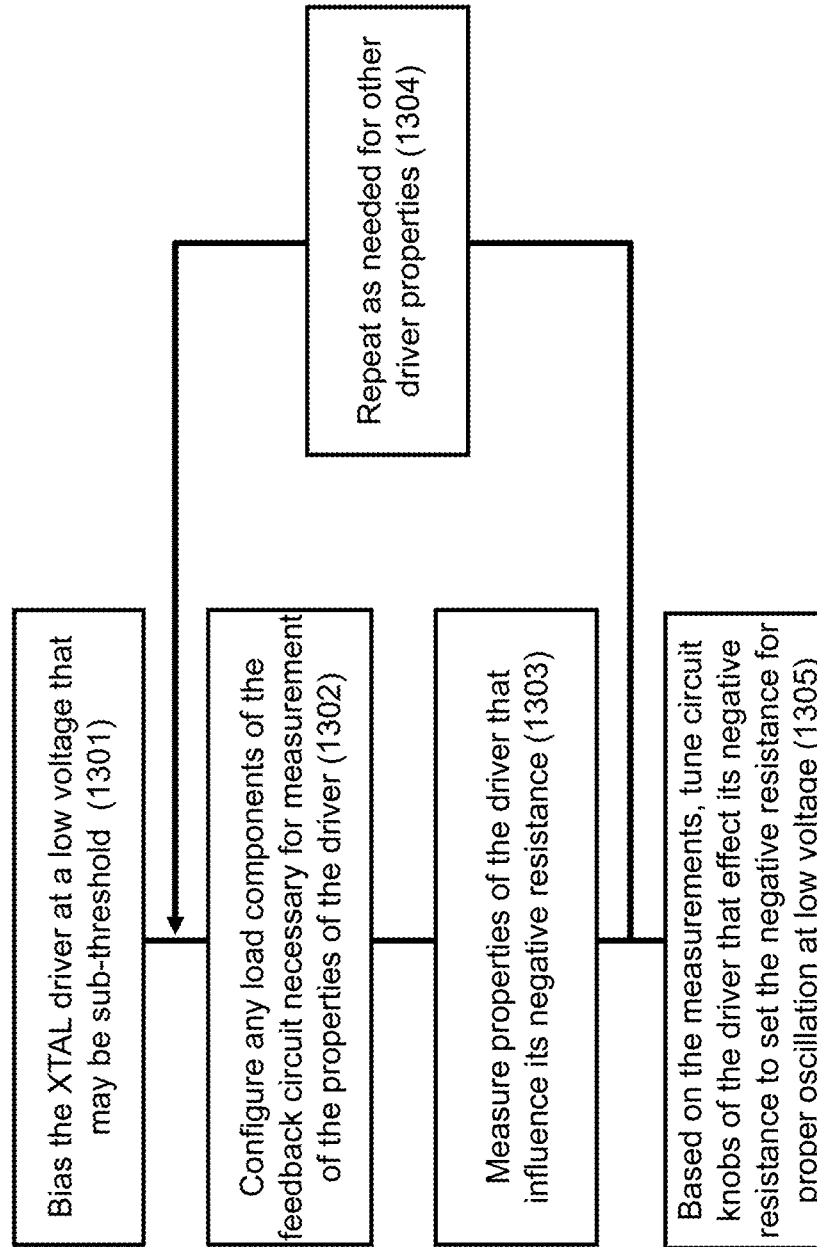 Bias the XTAL driver at a low voltage that
may be sub-threshold (1301)
Configure any load components of the
feedback circuit necessary for measurement
of the properties of the driver (1302)
Measure properties of the driver that
influence its negative resistance (1303)
Repeat as needed for other
driver properties (1304)
Based on the measurements, tune circuit
knobs of the driver that effect its negative
resistance to set the negative resistance for
proper oscillation at low voltage (1305)